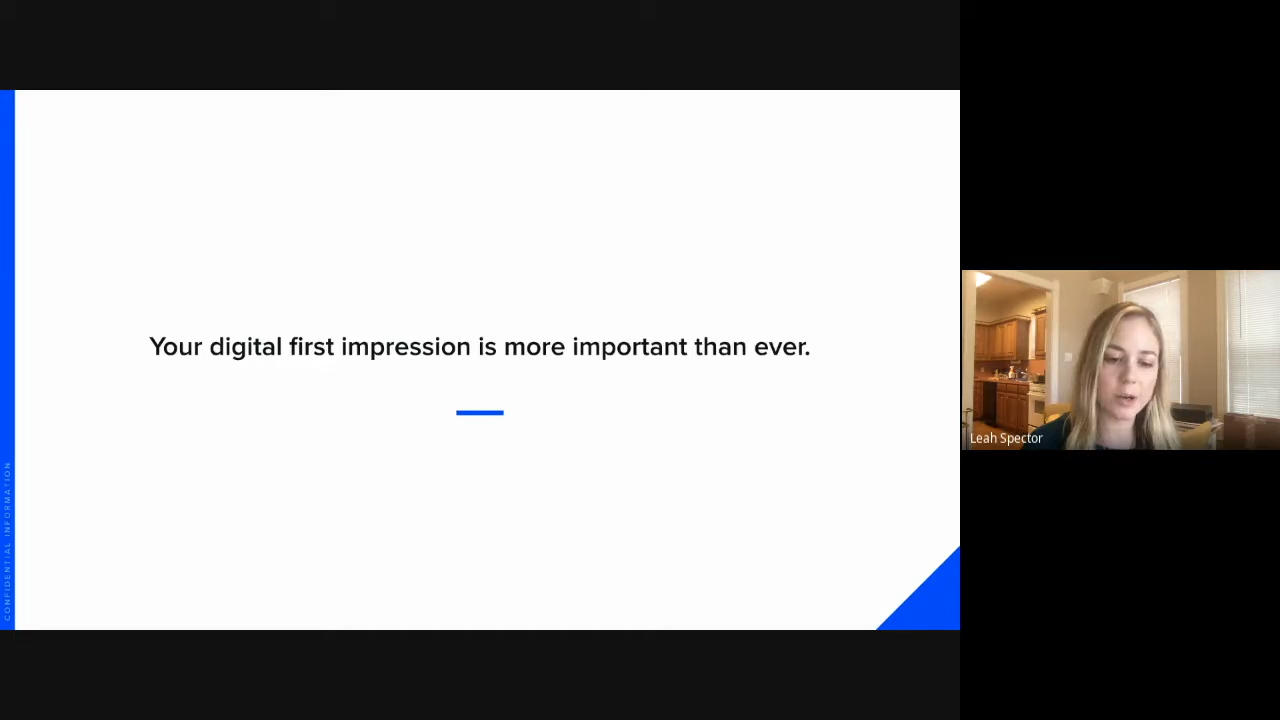 Your digital first impression is more important than ever.
CONFIDENTIAL INFORMATION
Leah Spector